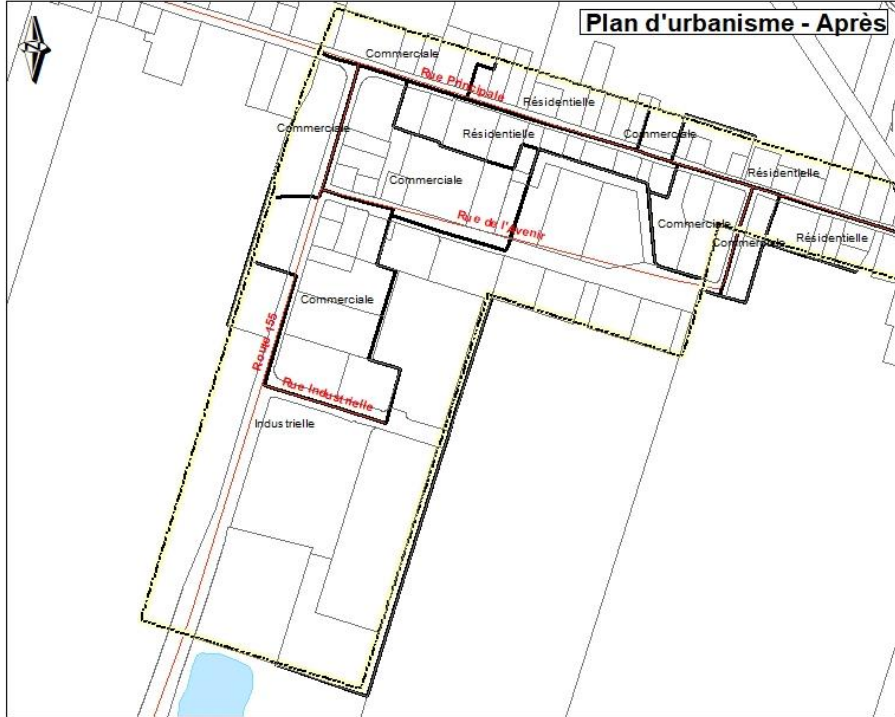 Plan d'urbanisme - Après
Commerciale
Rue Principale
Résidentielle
Commerciale
Résidentielle
Commerciale
Résidentielle
Commerciale
Rue de l'Avenir
Commerciale
Commerciale
Résidentielle
Commerciale
Route 155
Rue Industrielle
Industrielle